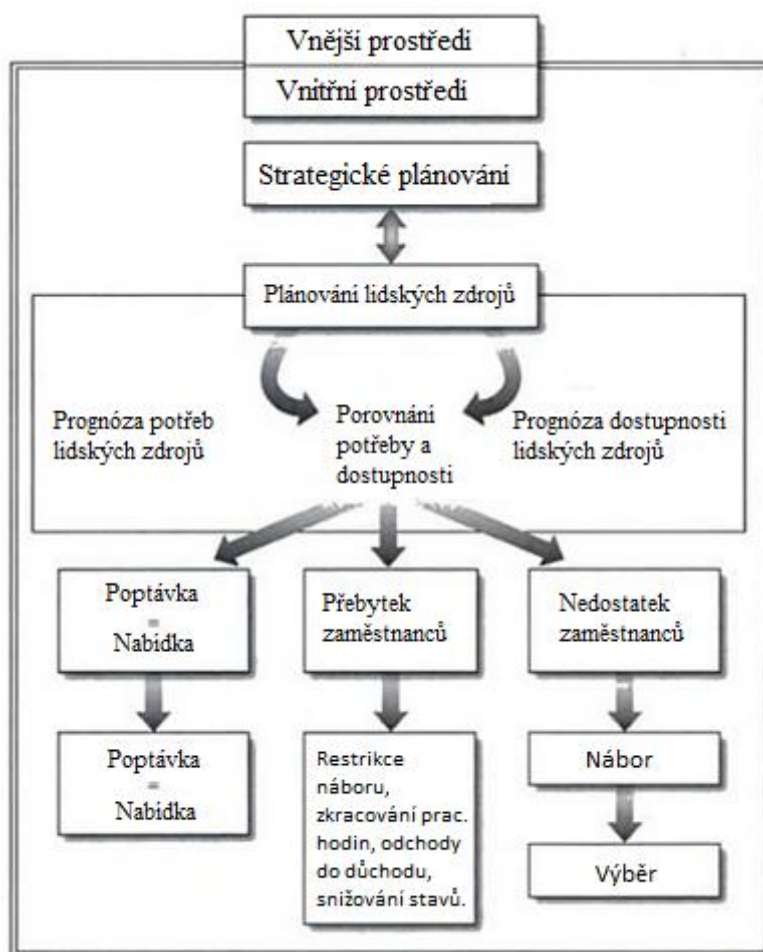 Vnější prostředí
Vnitřní prostředí
Strategické plánování
Plánování lidských zdrojů
Prognóza potřeb
lidských zdrojů
Porovnání
potřeby a
dostupnosti
Prognóza dostupnosti
lidských zdrojů
Poptávka
=
Nabídka
Přebytek
zaměstnanců
Nedostatek
zaměstnanců
Poptávka
=
Nabídka
Restrikce
náboru,
zkracování prac.
hodin, odchody
do důchodu,
snižování stavů.
Nábor
Výběr